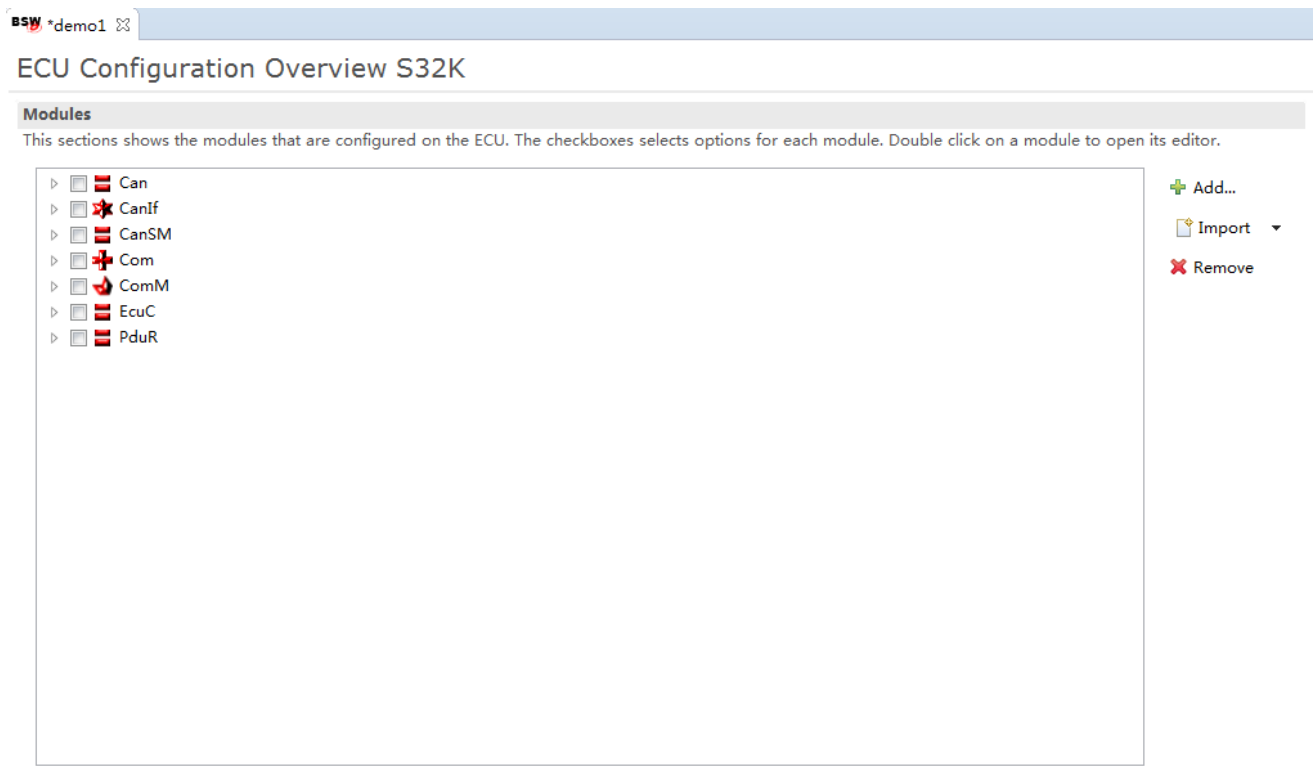 BSW *demo1
ECU Configuration Overview S32K
Modules
This sections shows the modules that are configured on the ECU. The checkboxes selects options for each module. Double click on a module to open its editor.
Can
CanIf
CanSM
Com
ComM
EcuC
PduR
Add...
Import
Remove